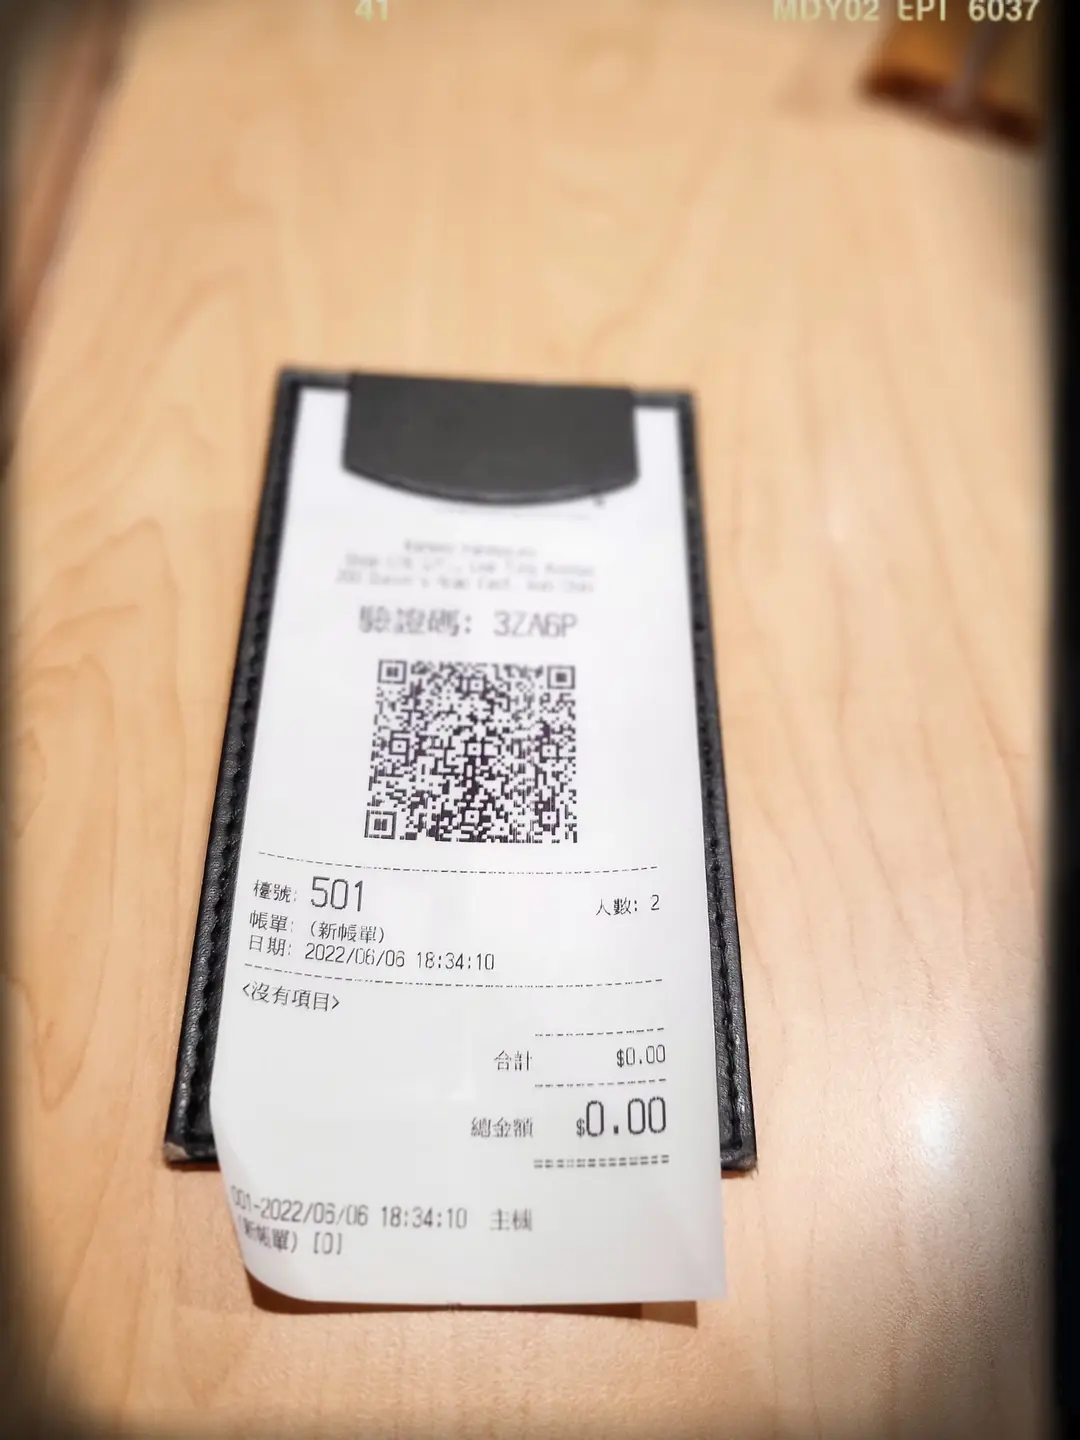 41 MDY02 EPI 6037
驗證碼: 3ZA6P
檯號: 501 人數: 2
帳單: (新帳單)
日期: 2022/06/06 18:34:10
<沒有項目>
合計 $0.00
總金額 $0.00
001-2022/06/06 18:34:10 主機
(新帳單) [0]